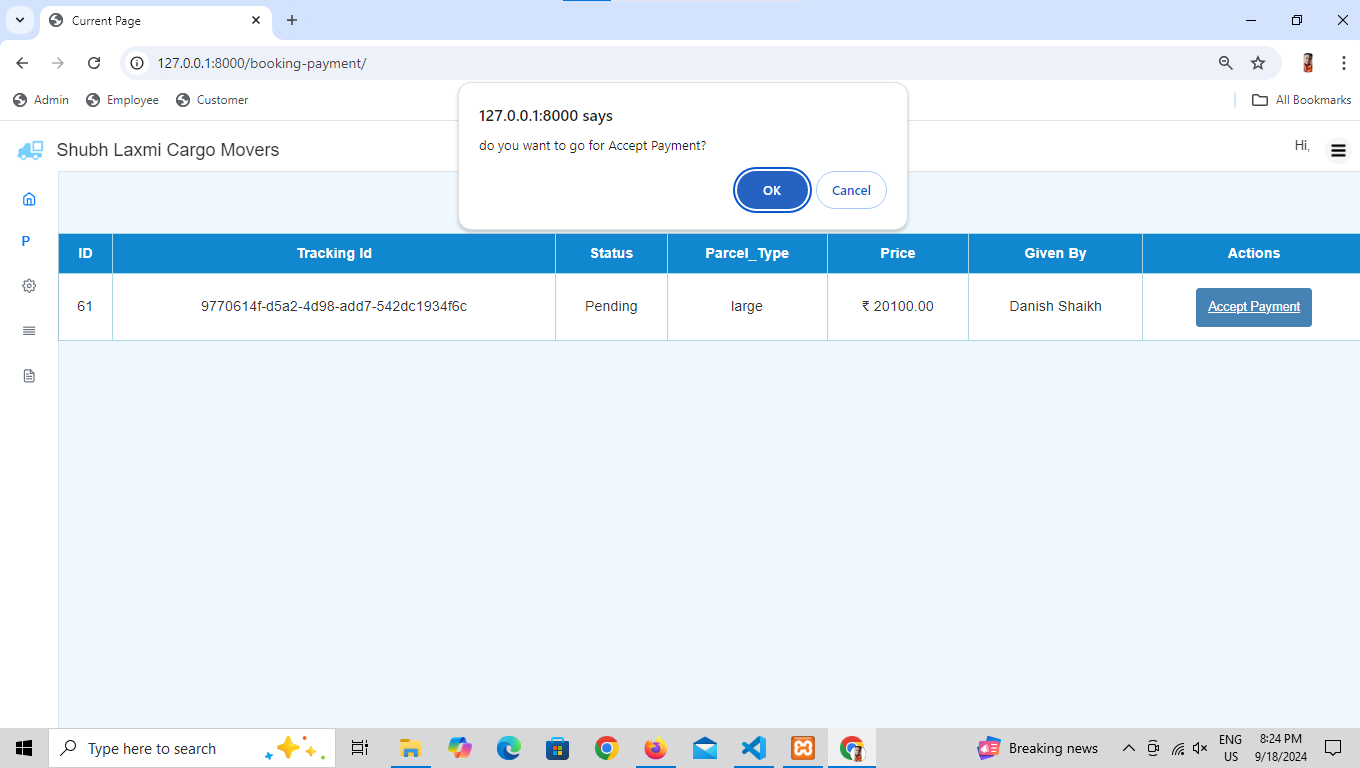 Current Page
127.0.0.1:8000/booking-payment/
Admin Employee Customer All Bookmarks
127.0.0.1:8000 says
do you want to go for Accept Payment?
OK Cancel
Shubh Laxmi Cargo Movers Hi,
P
ID Tracking Id Status Parcel_Type Price Given By Actions
61 9770614f-d5a2-4d98-add7-542dc1934f6c Pending large ₹ 20100.00 Danish Shaikh Accept Payment
Type here to search Breaking news ENG US 8:24 PM 9/18/2024